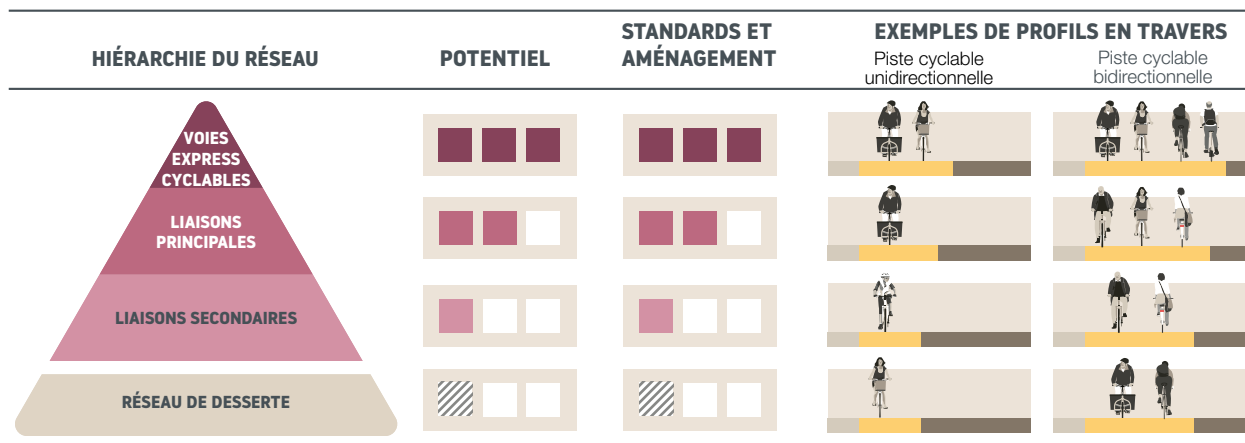 HIÉRARCHIE DU RÉSEAU
POTENTIEL
STANDARDS ET
AMÉNAGEMENT
EXEMPLES DE PROFILS EN TRAVERS
Piste cyclable
unidirectionnelle
Piste cyclable
bidirectionnelle
VOIES
EXPRESS
CYCLABLES
LIAISONS
PRINCIPALES
LIAISONS SECONDAIRES
RÉSEAU DE DESSERTE